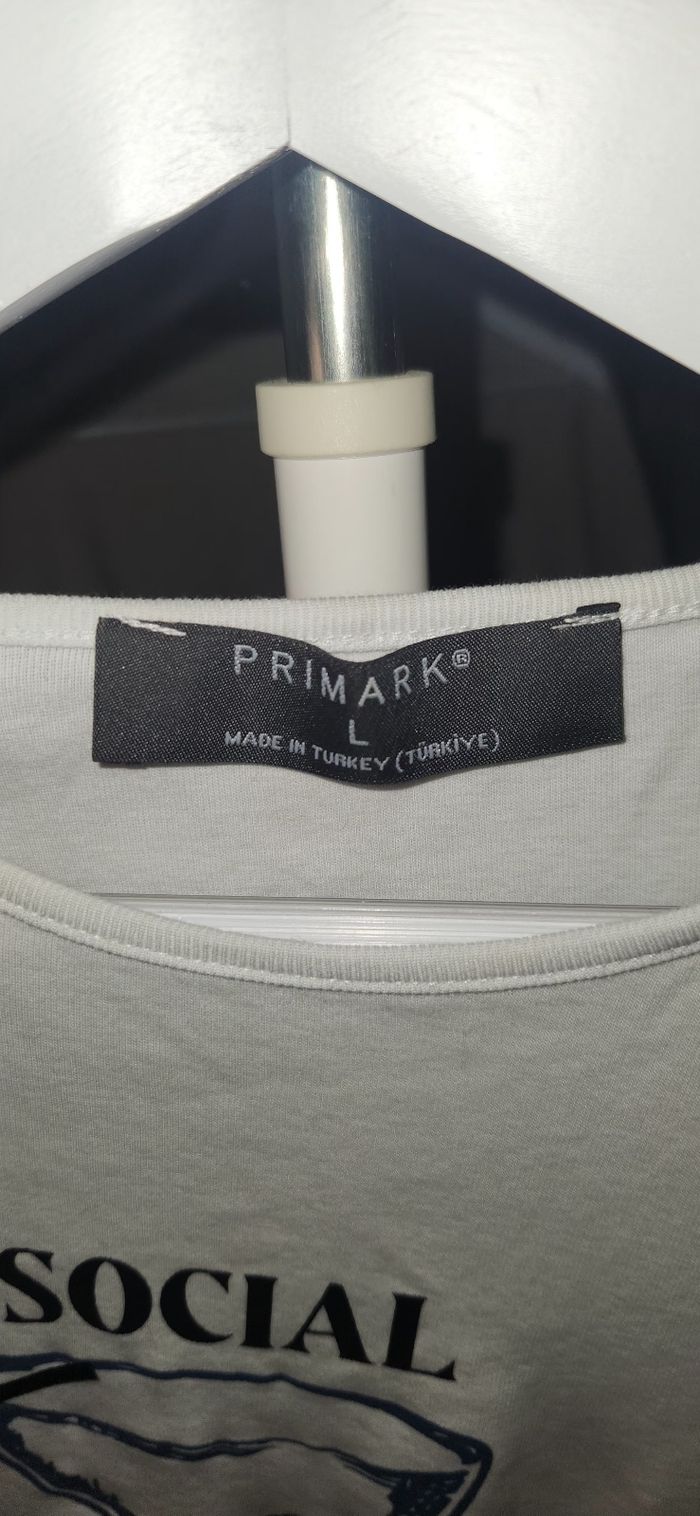 PRIMARK®
L
MADE IN TURKEY (TÜRKİYE)
SOCIAL